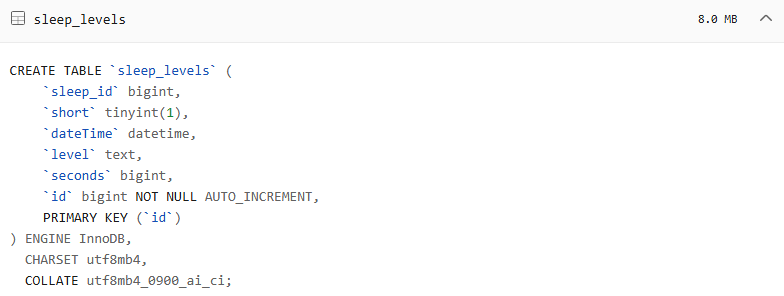 sleep_levels 8.0 MB
CREATE TABLE `sleep_levels` (
`sleep_id` bigint,
`short` tinyint(1),
`dateTime` datetime,
`level` text,
`seconds` bigint,
`id` bigint NOT NULL AUTO_INCREMENT,
PRIMARY KEY (`id`)
) ENGINE InnoDB,
CHARSET utf8mb4,
COLLATE utf8mb4_0900_ai_ci;